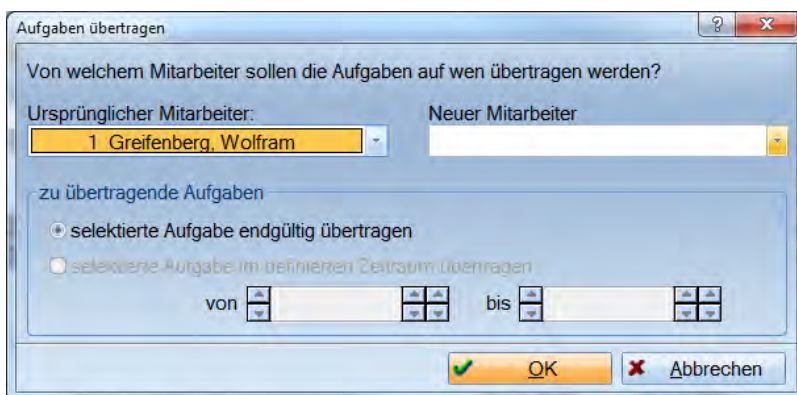 Aufgaben übertragen
Von welchem Mitarbeiter sollen die Aufgaben auf wen übertragen werden?
Ursprünglicher Mitarbeiter:
Neuer Mitarbeiter
1 Greifenberg, Wolfram
zu übertragende Aufgaben
selektierte Aufgabe endgültig übertragen
selektierte Aufgabe im definierten Zeitraum übertragen
von
bis
OK
Abbrechen